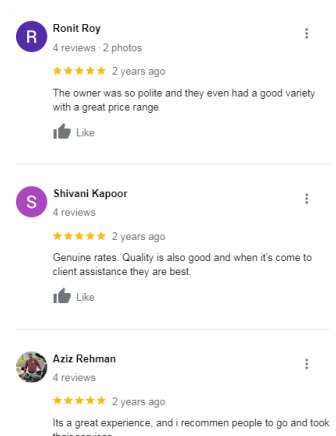 R
Ronit Roy
4 reviews · 2 photos
★★★★★ 2 years ago
The owner was so polite and they even had a good variety
with a great price range
Like
S
Shivani Kapoor
4 reviews
★★★★★ 2 years ago
Genuine rates. Quality is also good and when it's come to
client assistance they are best.
Like
Aziz Rehman
4 reviews
★★★★★ 2 years ago
Its a great experience, and i recommen people to go and took
their services